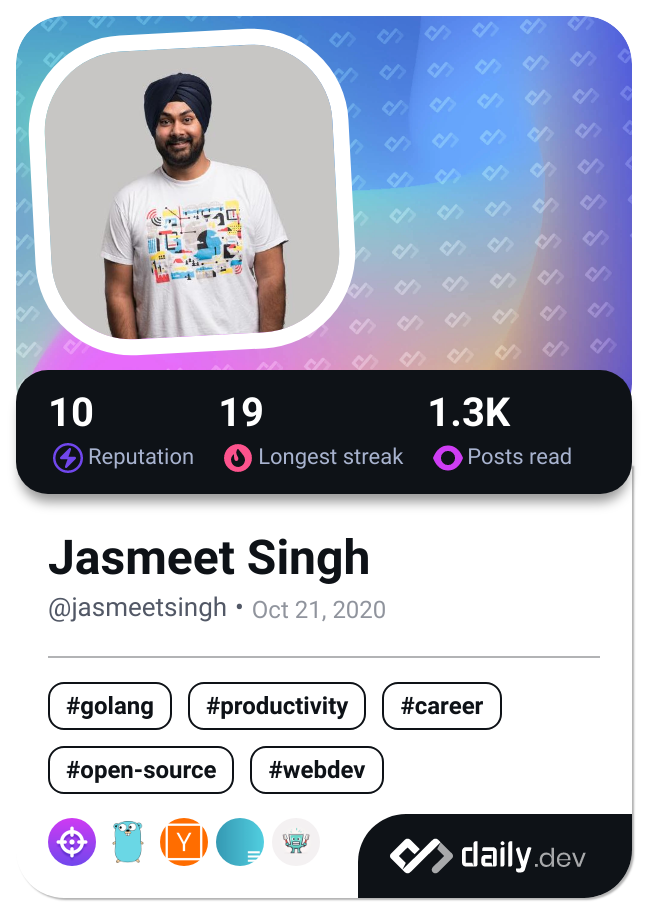 10 19 1.3K
Reputation Longest streak Posts read
Jasmeet Singh
@jasmeetsingh • Oct 21, 2020
#golang #productivity #career
#open-source #webdev
Y
daily.dev